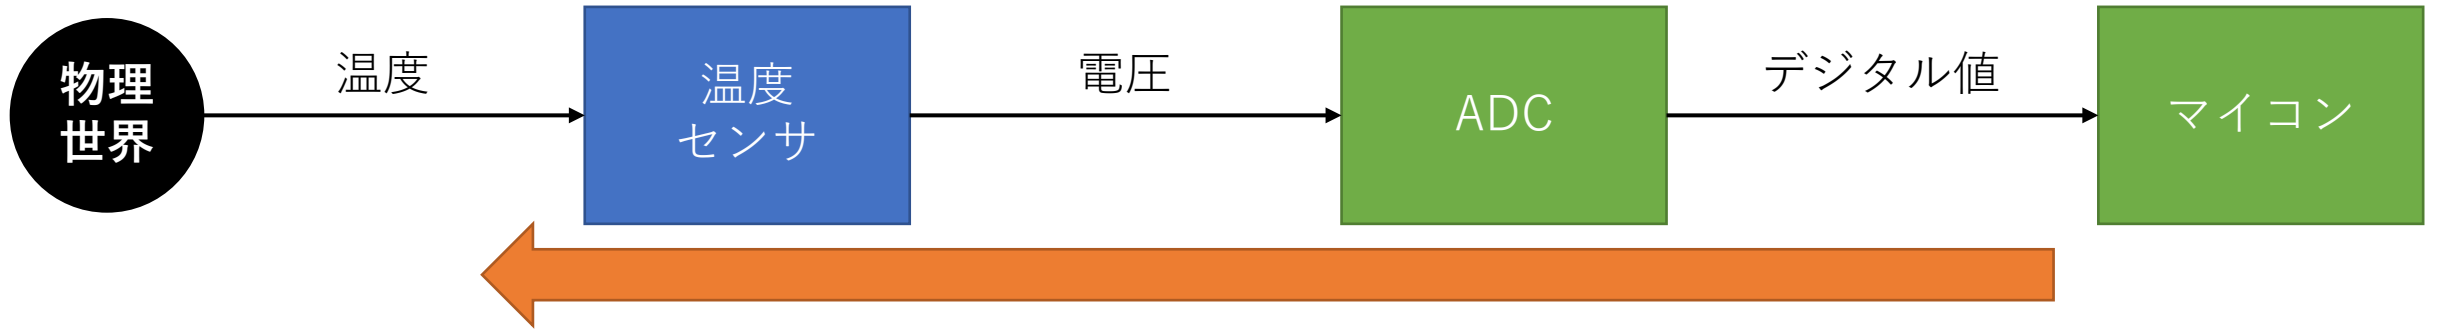 物理
世界
温度
温度
センサ
電圧
ADC
デジタル値
マイコン